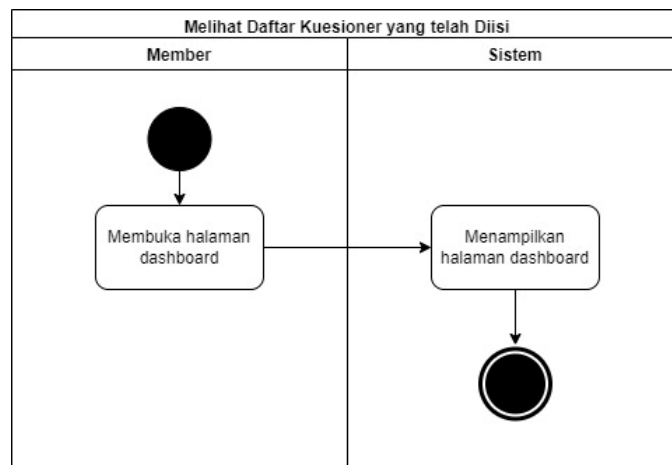 Melihat Daftar Kuesioner yang telah Diisi
Member
Sistem
Membuka halaman
dashboard
Menampilkan
halaman dashboard